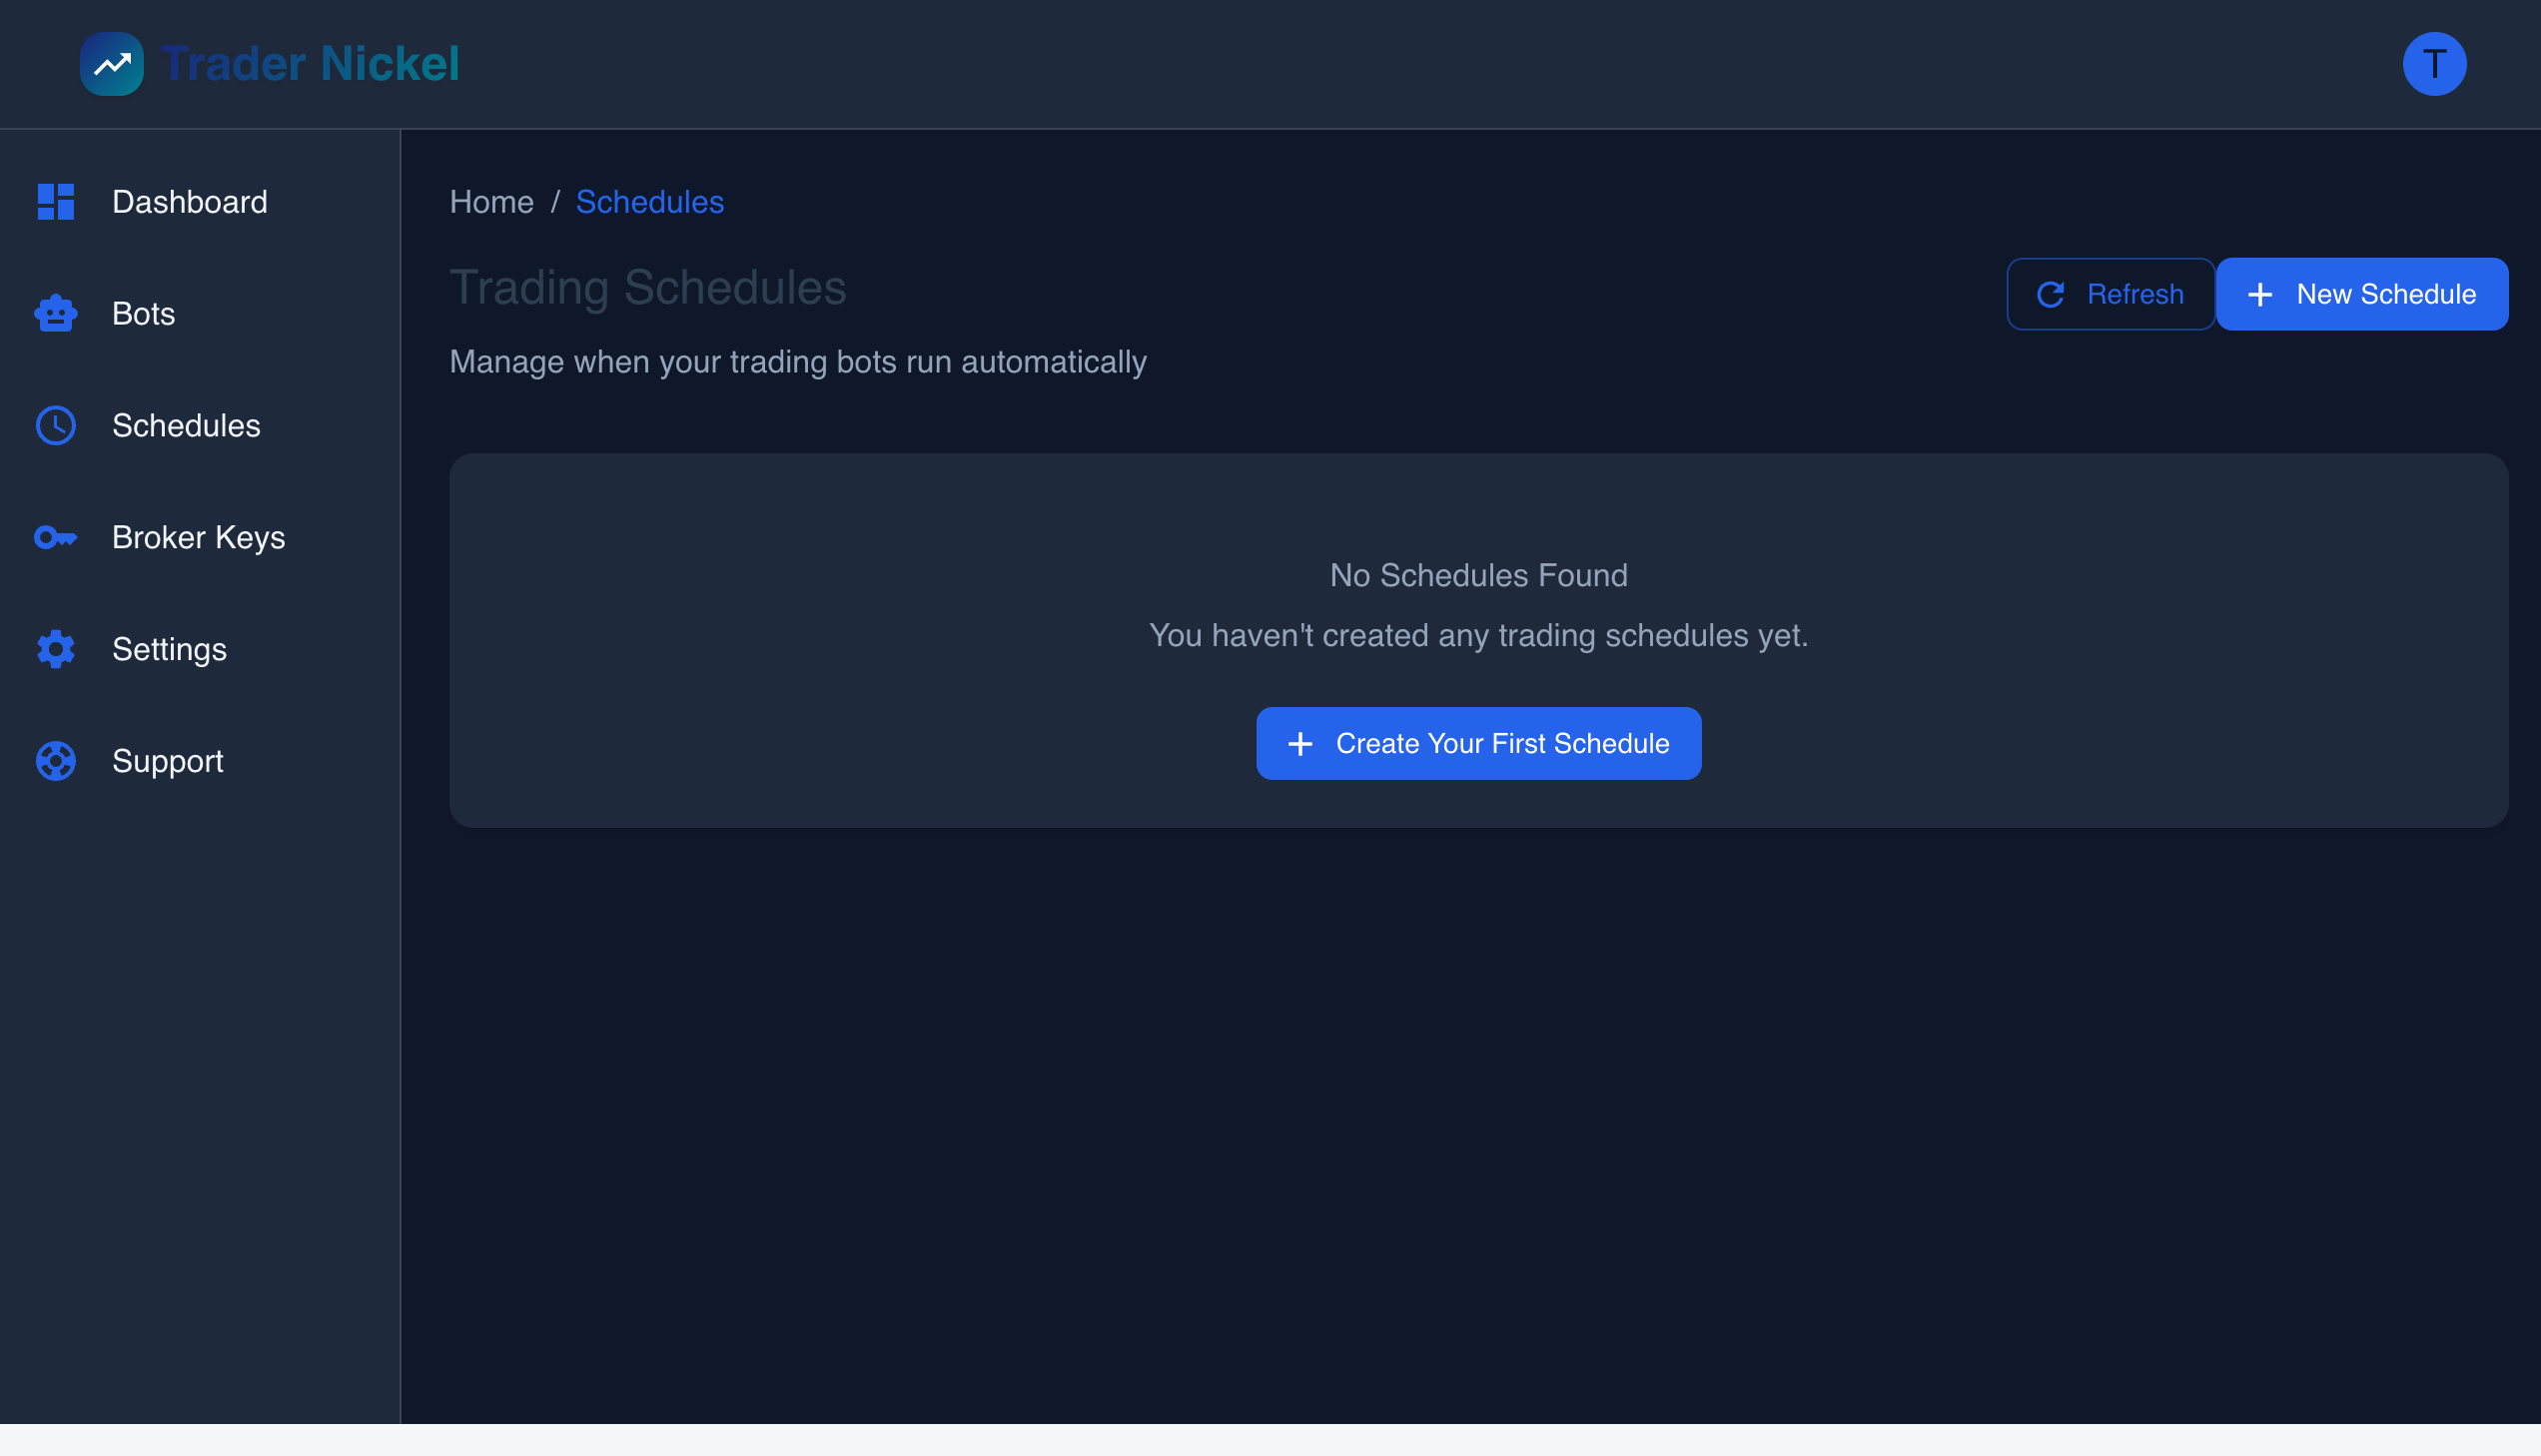 Trader Nickel
T
Dashboard
Bots
Schedules
Broker Keys
Settings
Support
Home / Schedules
Trading Schedules
Refresh
New Schedule
Manage when your trading bots run automatically
No Schedules Found
You haven't created any trading schedules yet.
Create Your First Schedule